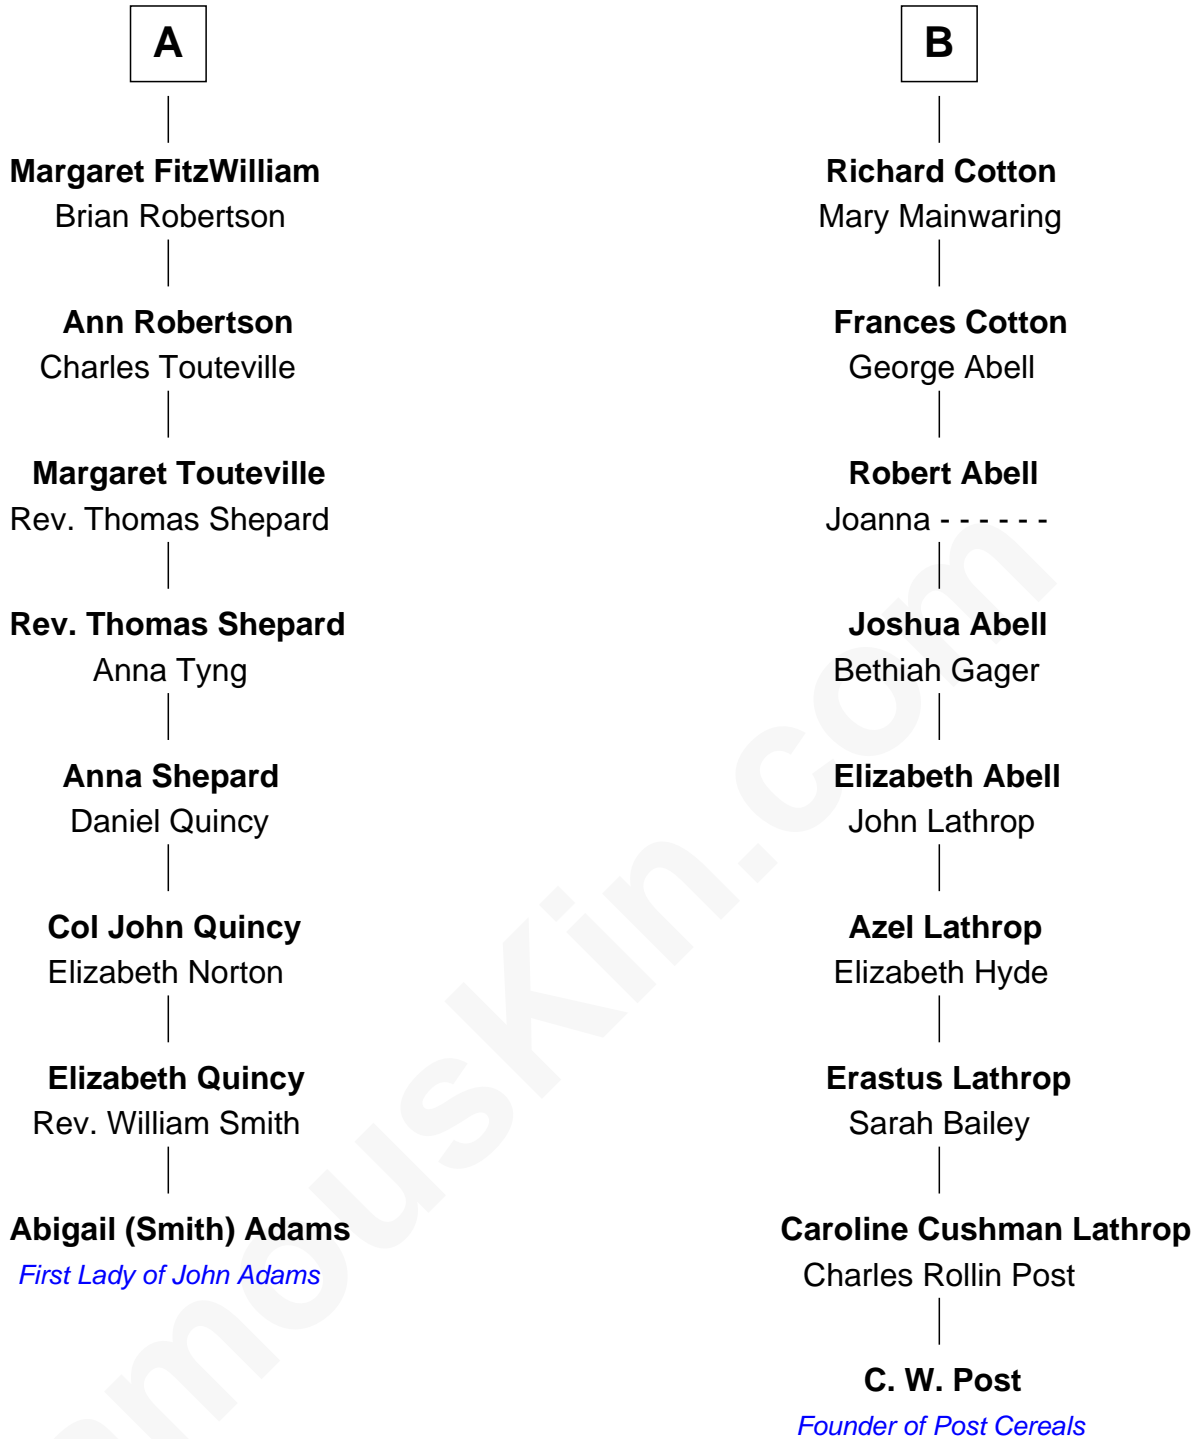 A
Margaret FitzWilliam
Brian Robertson
Ann Robertson
Charles Touteville
Margaret Touteville
Rev. Thomas Shepard
Rev. Thomas Shepard
Anna Tyng
Anna Shepard
Daniel Quincy
Col John Quincy
Elizabeth Norton
Elizabeth Quincy
Rev. William Smith
Abigail (Smith) Adams
First Lady of John Adams
B
Richard Cotton
Mary Mainwaring
Frances Cotton
George Abell
Robert Abell
Joanna - - - - - -
Joshua Abell
Bethiah Gager
Elizabeth Abell
John Lathrop
Azel Lathrop
Elizabeth Hyde
Erastus Lathrop
Sarah Bailey
Caroline Cushman Lathrop
Charles Rollin Post
C. W. Post
Founder of Post Cereals
amousKin.com